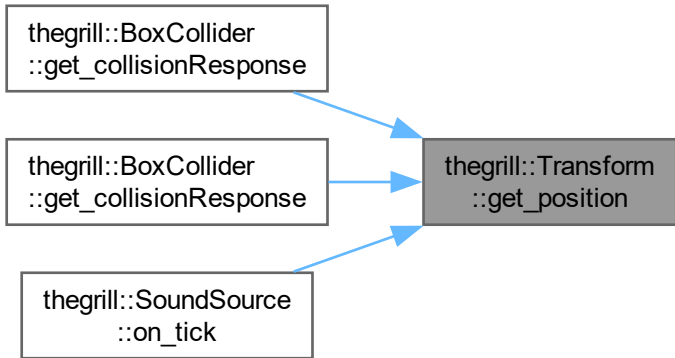 thegrill::BoxCollider
::get_collisionResponse
thegrill::BoxCollider
::get_collisionResponse
thegrill::Transform
::get_position
thegrill::SoundSource
::on_tick